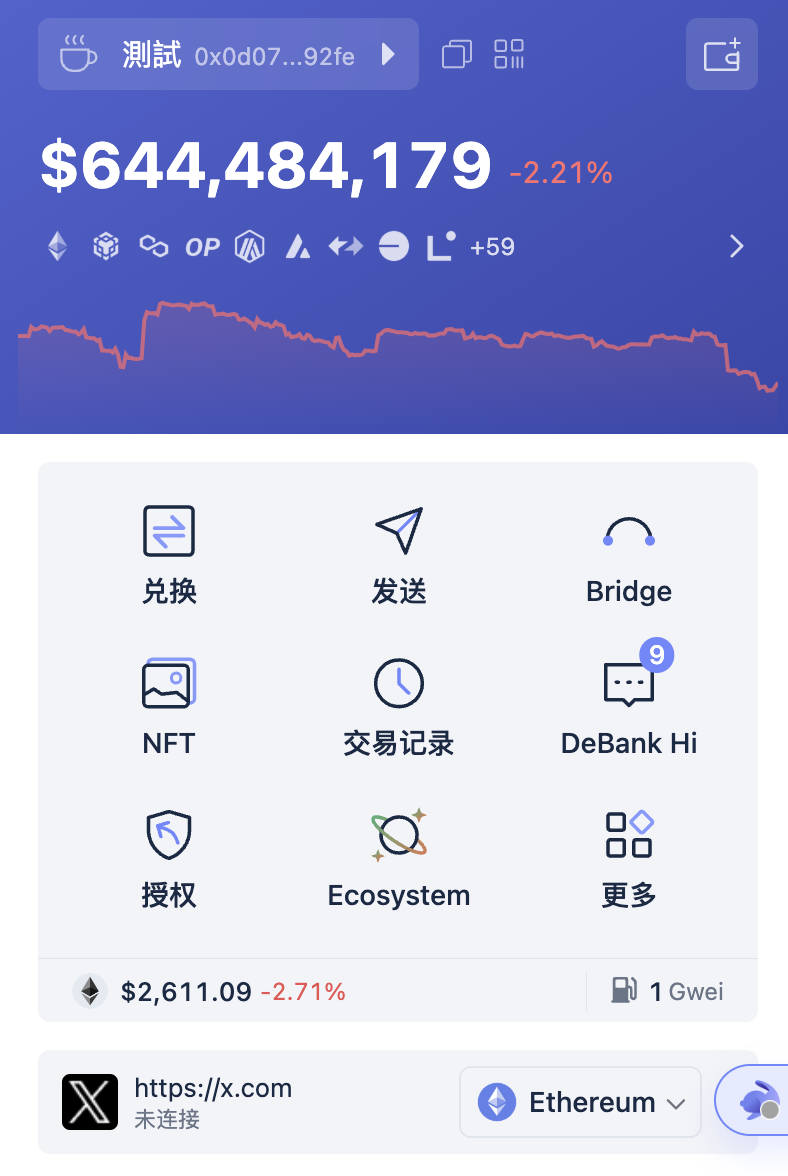 測試 0x0d07...92fe
$644,484,179 -2.21%
OP +59
兑换 发送 Bridge
9
NFT 交易记录 DeBank Hi
授权 Ecosystem 更多
$2,611.09 -2.71% 1 Gwei
https://x.com
未连接
Ethereum